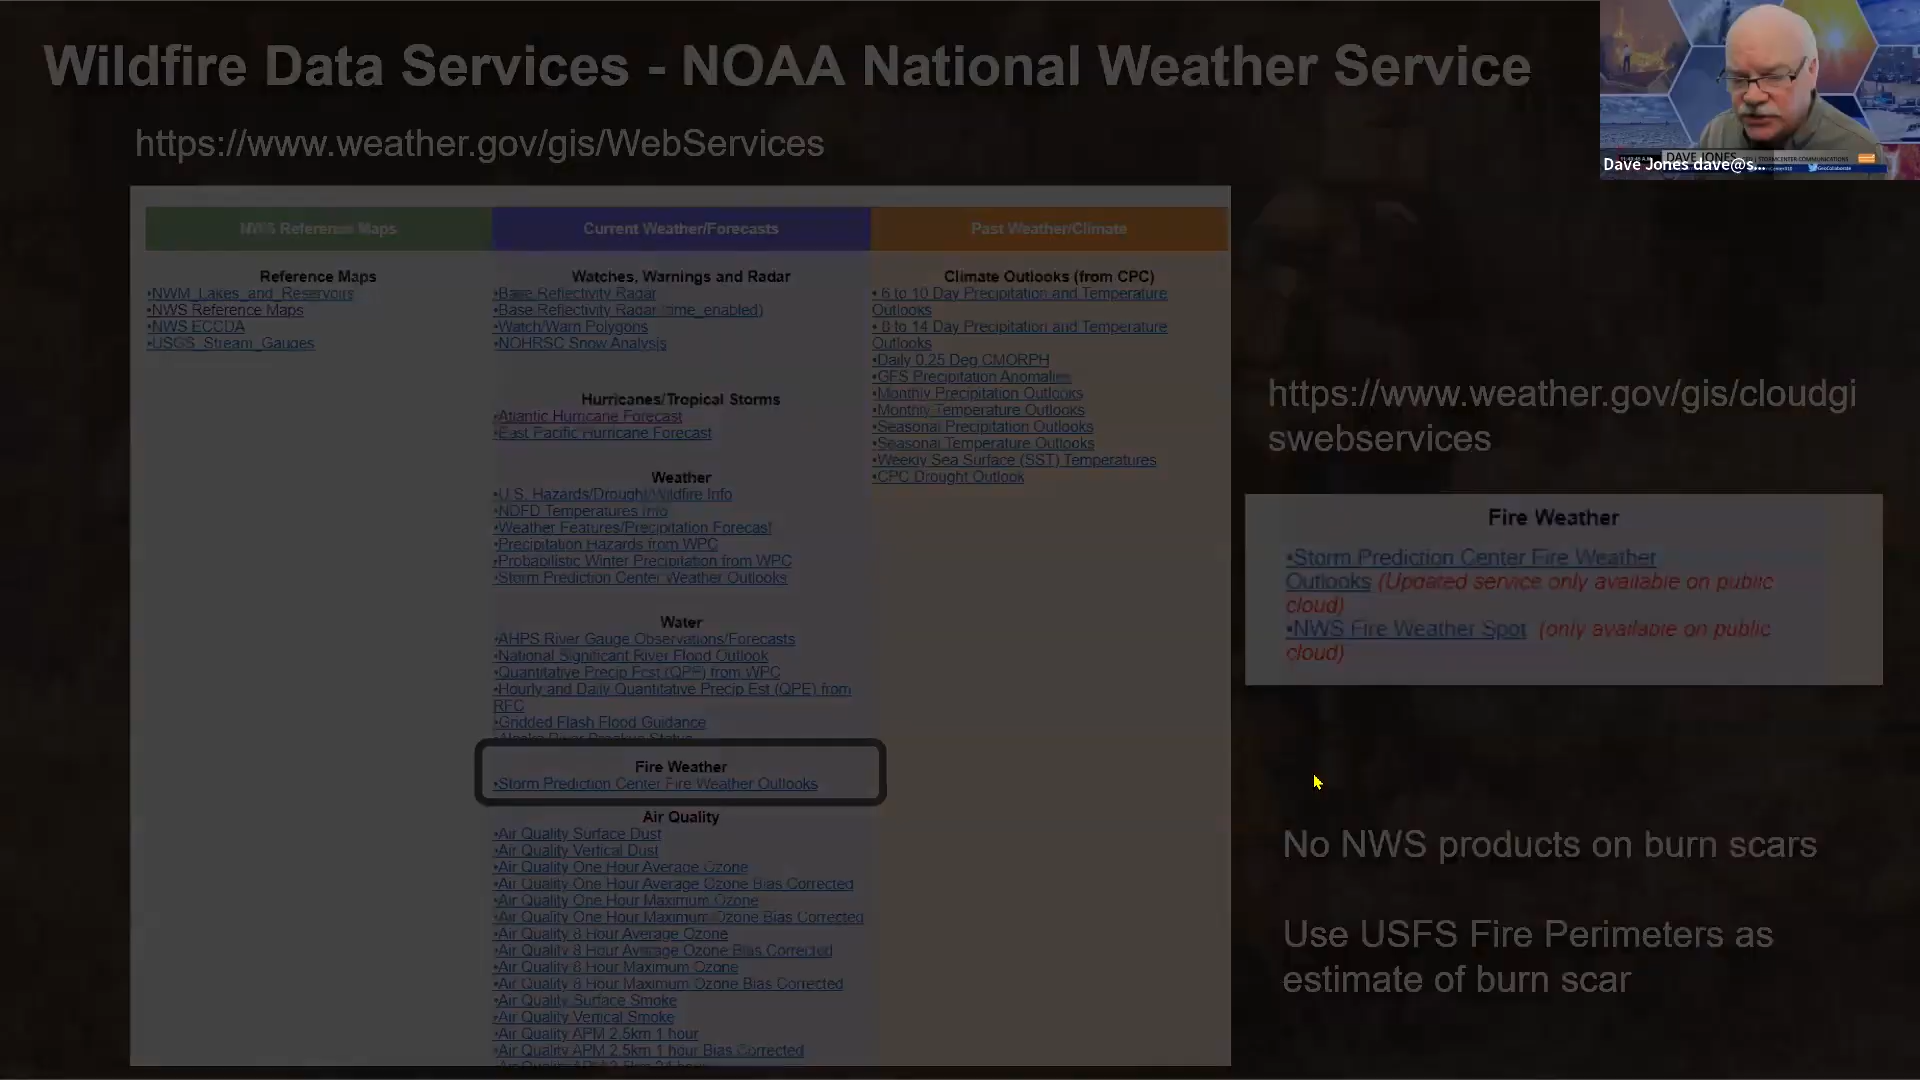 Wildfire Data Services - NOAA National Weather Service
https://www.weather.gov/gis/WebServices
Dave Jones dave@s...
DAVE JONES
STORMCENTER COMMUNICATIONS
NWS Reference Maps
Reference Maps
•NWM_Lakes_and_Reservoirs
•NWS Reference Maps
•NWS ECCDA
•USGS_Stream_Gauges
Current Weather/Forecasts
Watches, Warnings and Radar
•Base Reflectivity Radar
•Base Reflectivity Radar (time_enabled)
•Watch/Warn Polygons
•NOHRSC Snow Analysis
Hurricanes/Tropical Storms
•Atlantic Hurricane Forecast
•East Pacific Hurricane Forecast
Weather
•U.S. Hazards/Drought/Wildfire Info
•NDFD Temperatures Info
•Weather Features/Precipitation Forecast
•Precipitation Hazards from WPC
•Probabilistic Winter Precipitation from WPC
•Storm Prediction Center Weather Outlooks
Water
•AHPS River Gauge Observations/Forecasts
•National Significant River Flood Outlook
•Quantitative Precip Fcst (QPF) from WPC
•Hourly and Daily Quantitative Precip Est (QPE) from
RFC
•Gridded Flash Flood Guidance
Fire Weather
•Storm Prediction Center Fire Weather Outlooks
Air Quality
•Air Quality Surface Dust
•Air Quality Vertical Dust
•Air Quality One Hour Average Ozone
•Air Quality One Hour Average Ozone Bias Corrected
•Air Quality One Hour Maximum Ozone
•Air Quality One Hour Maximum Ozone Bias Corrected
•Air Quality 8 Hour Average Ozone
•Air Quality 8 Hour Average Ozone Bias Corrected
•Air Quality 8 Hour Maximum Ozone
•Air Quality 8 Hour Maximum Ozone Bias Corrected
•Air Quality Surface Smoke
•Air Quality Vertical Smoke
•Air Quality APM 2.5km 1 hour
•Air Quality APM 2.5km 1 hour Bias Corrected
Past Weather/Climate
Climate Outlooks (from CPC)
• 6 to 10 Day Precipitation and Temperature
Outlooks
• 8 to 14 Day Precipitation and Temperature
Outlooks
•Daily 0.25 Deg CMORPH
•GFS Precipitation Anomalies
•Monthly Precipitation Outlooks
•Monthly Temperature Outlooks
•Seasonal Precipitation Outlooks
•Seasonal Temperature Outlooks
•Weekly Sea Surface (SST) Temperatures
•CPC Drought Outlook
https://www.weather.gov/gis/cloudgi
swebservices
Fire Weather
•Storm Prediction Center Fire Weather
Outlooks (Updated service only available on public
cloud)
•NWS Fire Weather Spot (only available on public
cloud)
No NWS products on burn scars
Use USFS Fire Perimeters as
estimate of burn scar